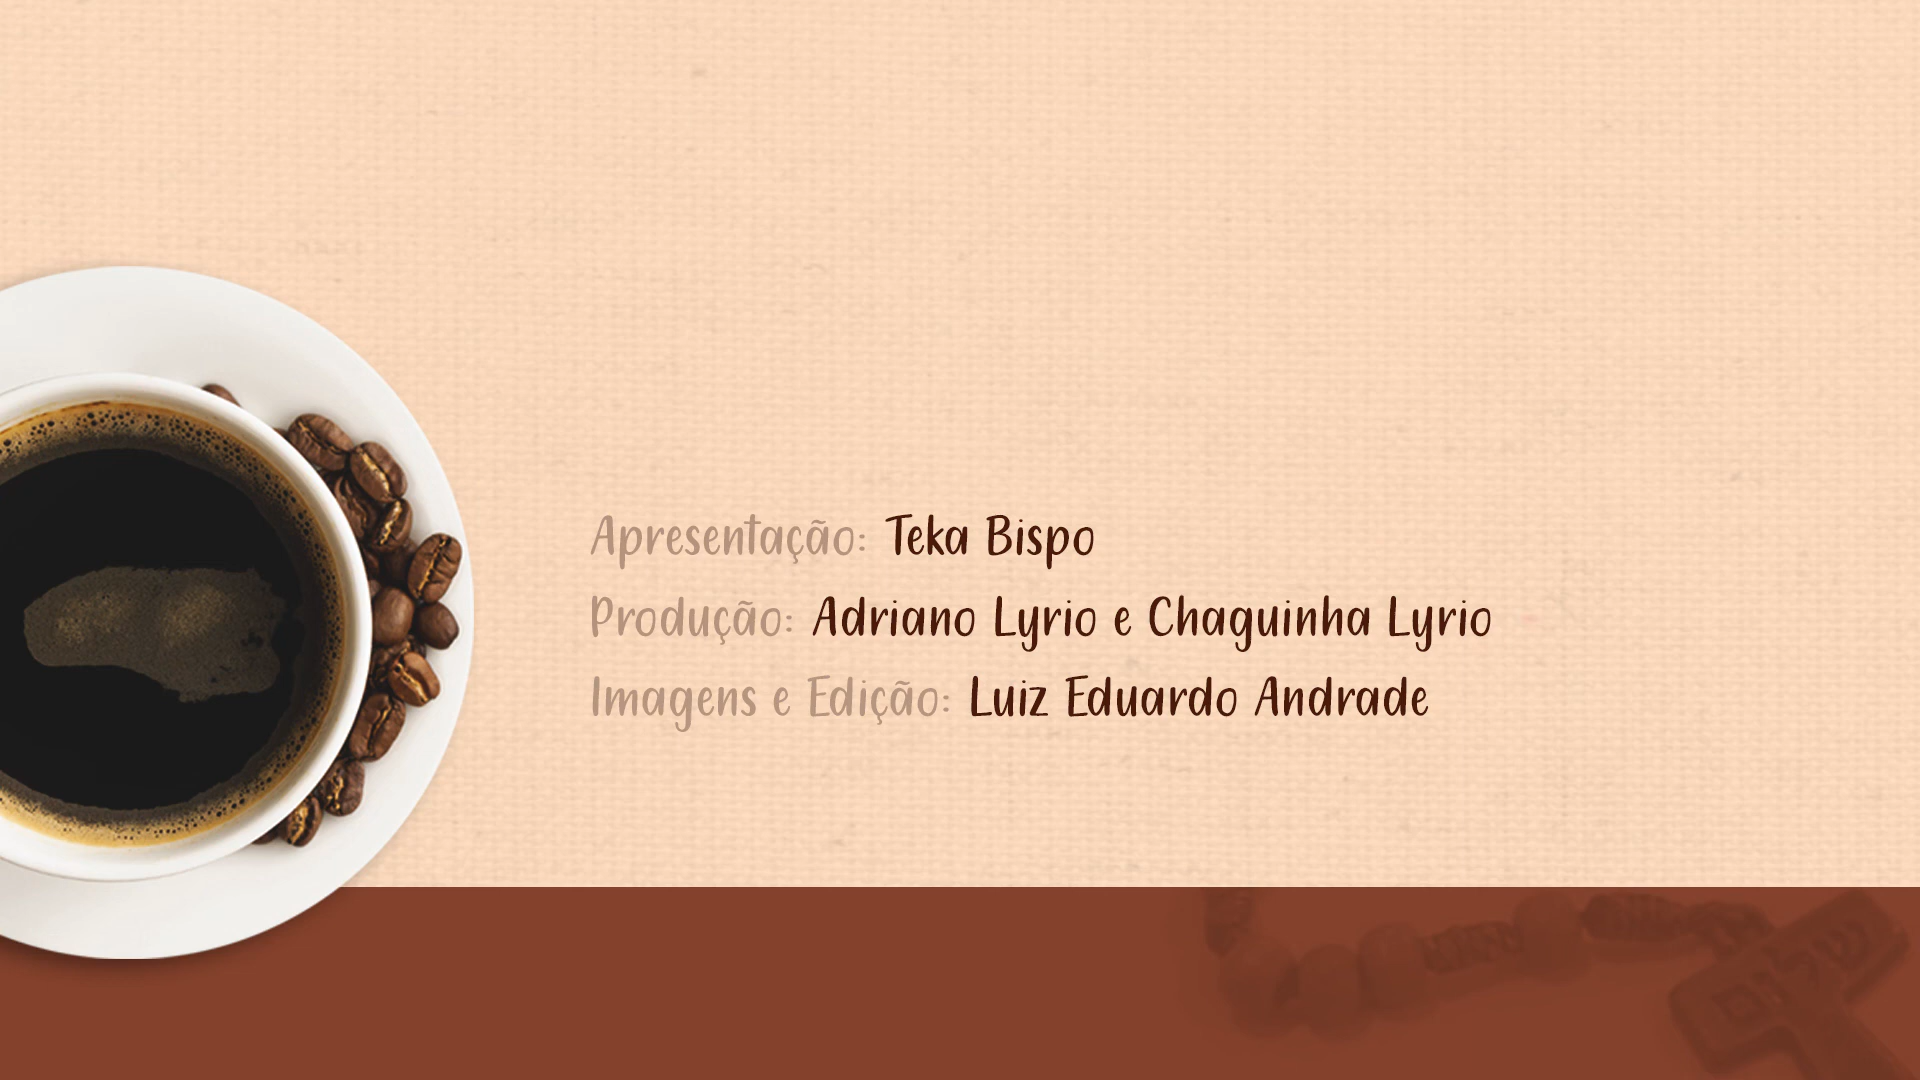 Apresentação: Teka Bispo
Produção: Adriano Lyrio e Chaguinha Lyrio
Imagens e Edição: Luiz Eduardo Andrade